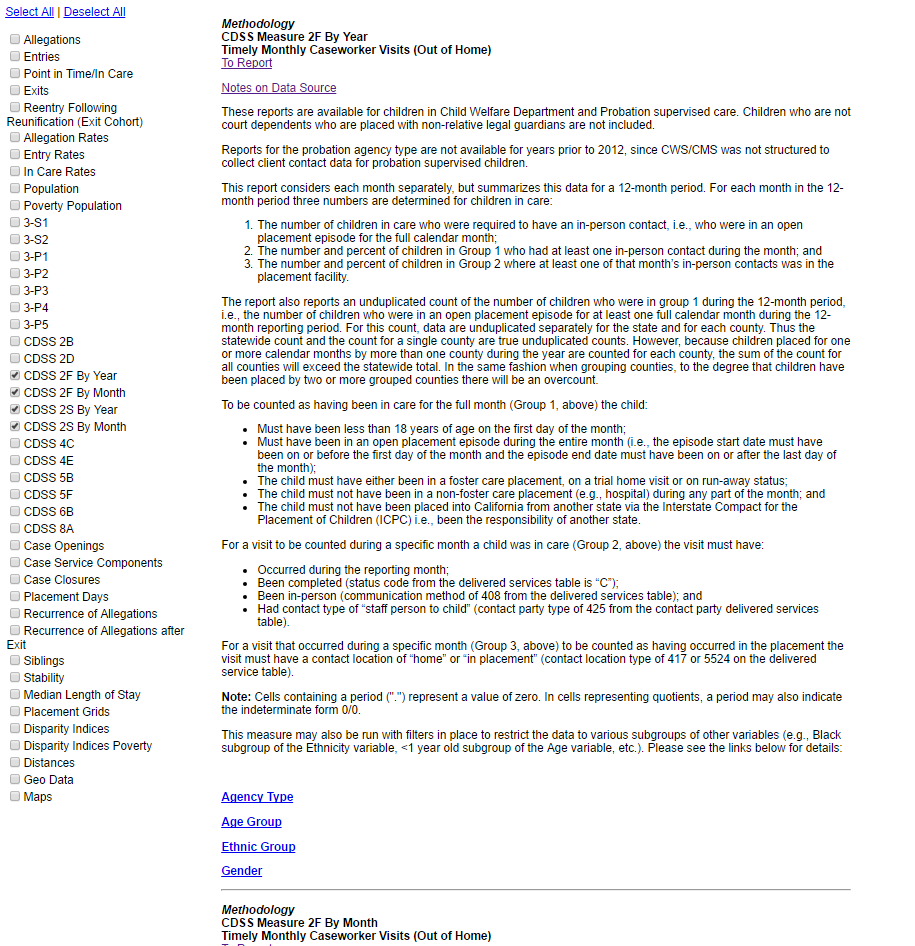 Select All | Deselect All
Allegations
Entries
Point in Time/In Care
Exits
Reentry Following
Reunification (Exit Cohort)
Allegation Rates
Entry Rates
In Care Rates
Population
Poverty Population
3-S1
3-S2
3-P1
3-P2
3-P3
3-P4
3-P5
CDSS 2B
CDSS 2D
CDSS 2F By Year
CDSS 2F By Month
CDSS 2S By Year
CDSS 2S By Month
CDSS 4C
CDSS 4E
CDSS 5B
CDSS 5F
CDSS 6B
CDSS 8A
Case Openings
Case Service Components
Case Closures
Placement Days
Recurrence of Allegations
Recurrence of Allegations after
Exit
Siblings
Stability
Median Length of Stay
Placement Grids
Disparity Indices
Disparity Indices Poverty
Distances
Geo Data
Maps
Methodology
CDSS Measure 2F By Year
Timely Monthly Caseworker Visits (Out of Home)
To Report
Notes on Data Source
These reports are available for children in Child Welfare Department and Probation supervised care. Children who are not
court dependents who are placed with non-relative legal guardians are not included.
Reports for the probation agency type are not available for years prior to 2012, since CWS/CMS was not structured to
collect client contact data for probation supervised children.
This report considers each month separately, but summarizes this data for a 12-month period. For each month in the 12-
month period three numbers are determined for children in care:
1. The number of children in care who were required to have an in-person contact, i.e., who were in an open
placement episode for the full calendar month;
2. The number and percent of children in Group 1 who had at least one in-person contact during the month; and
3. The number and percent of children in Group 2 where at least one of that month's in-person contacts was in the
placement facility.
The report also reports an unduplicated count of the number of children who were in group 1 during the 12-month period,
i.e., the number of children who were in an open placement episode for at least one full calendar month during the 12-
month reporting period. For this count, data are unduplicated separately for the state and for each county. Thus the
statewide count and the count for a single county are true unduplicated counts. However, because children placed for one
or more calendar months by more than one county during the year are counted for each county, the sum of the count for
all counties will exceed the statewide total. In the same fashion when grouping counties, to the degree that children have
been placed by two or more grouped counties there will be an overcount.
To be counted as having been in care for the full month (Group 1, above) the child:
• Must have been less than 18 years of age on the first day of the month;
• Must have been in an open placement episode during the entire month (i.e., the episode start date must have
been on or before the first day of the month and the episode end date must have been on or after the last day of
the month);
• The child must have either been in a foster care placement, on a trial home visit or on run-away status;
• The child must not have been in a non-foster care placement (e.g., hospital) during any part of the month; and
• The child must not have been placed into California from another state via the Interstate Compact for the
Placement of Children (ICPC) i.e., been the responsibility of another state.
For a visit to be counted during a specific month a child was in care (Group 2, above) the visit must have:
• Occurred during the reporting month;
• Been completed (status code from the delivered services table is “C”);
• Been in-person (communication method of 408 from the delivered services table); and
• Had contact type of “staff person to child” (contact party type of 425 from the contact party delivered services
table).
For a visit that occurred during a specific month (Group 3, above) to be counted as having occurred in the placement the
visit must have a contact location of “home” or “in placement” (contact location type of 417 or 5524 on the delivered
service table).
Note: Cells containing a period (".") represent a value of zero. In cells representing quotients, a period may also indicate
the indeterminate form 0/0.
This measure may also be run with filters in place to restrict the data to various subgroups of other variables (e.g., Black
subgroup of the Ethnicity variable, <1 year old subgroup of the Age variable, etc.). Please see the links below for details:
Agency Type
Age Group
Ethnic Group
Gender
Methodology
CDSS Measure 2F By Month
Timely Monthly Caseworker Visits (Out of Home)
To Report